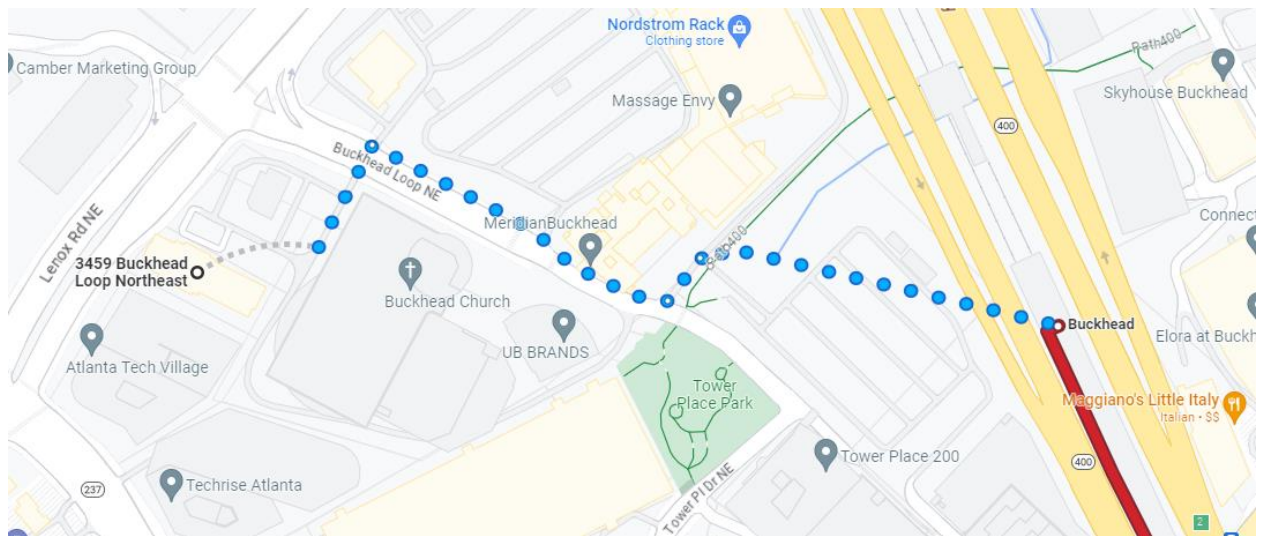 Nordstrom Rack
Clothing store
Camber Marketing Group
Path400
Skyhouse Buckhead
Massage Envy
400
Buckhead Loop NE
Lenox Rd NE
MeridianBuckhead
Connect
Path400
3459 Buckhead
Loop Northeast
Buckhead Church
Buckhead
UB BRANDS
Elora at Buckh
Atlanta Tech Village
Tower
Place Park
Maggiano's Little Italy
Italian • $$
Tower Place 200
400
Techrise Atlanta
237
Tower Pl Dr NE
2